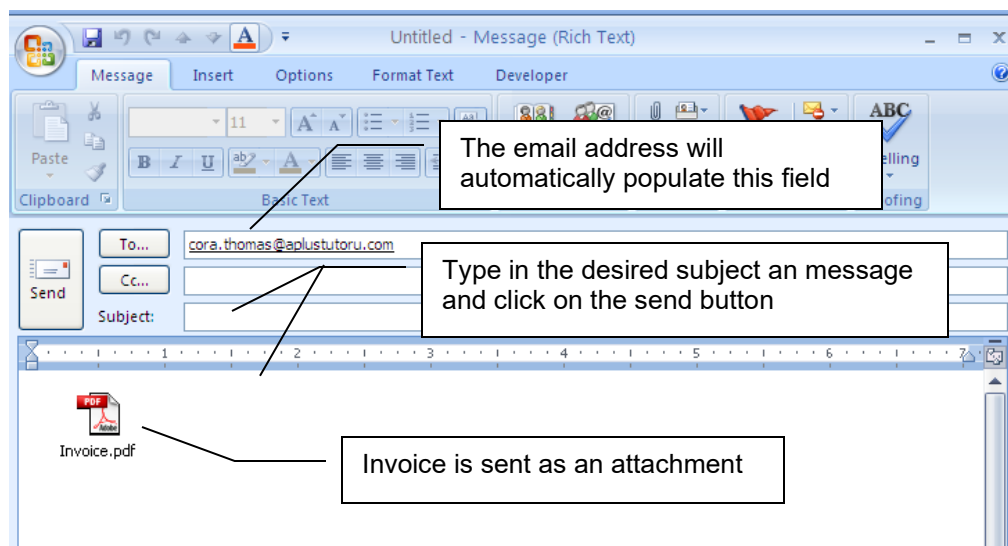 Untitled - Message (Rich Text)
Message Insert Options Format Text Developer
11 A A ABC
Paste B I U ab A elling
Clipboard Basic Text ofing
The email address will
automatically populate this field
To... cora.thomas@aplustutoru.com
Cc...
Send
Subject:
Type in the desired subject an message
and click on the send button
1 2 3 4 5 6 7
PDF
Adobe
Invoice.pdf
Invoice is sent as an attachment